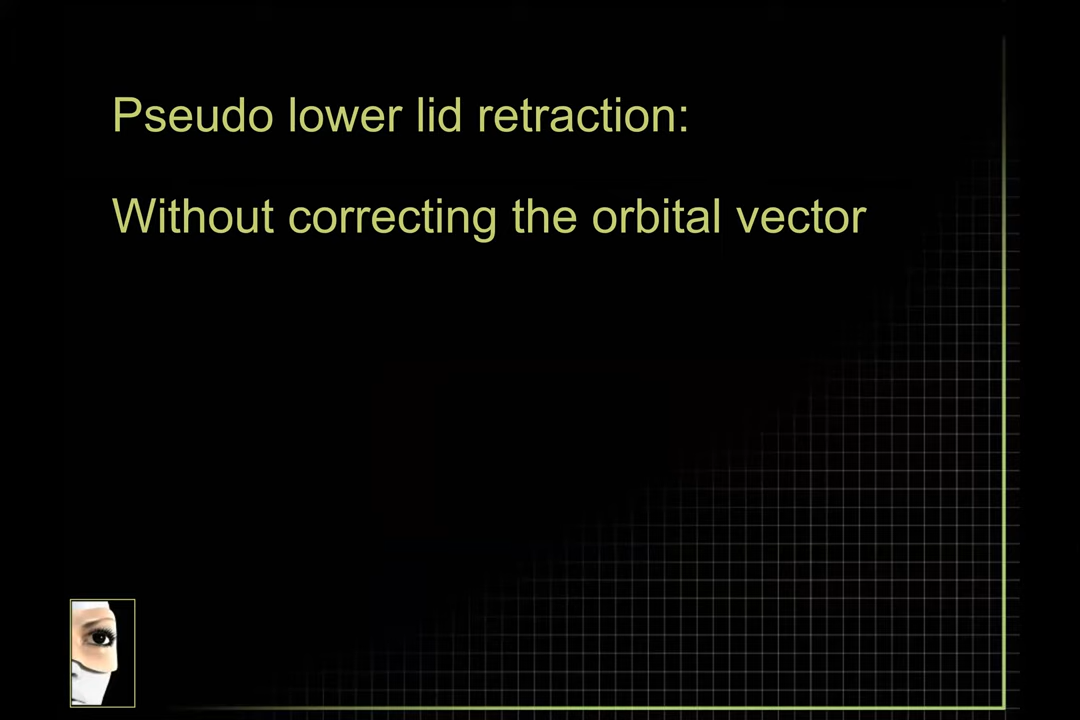 Pseudo lower lid retraction:
Without correcting the orbital vector